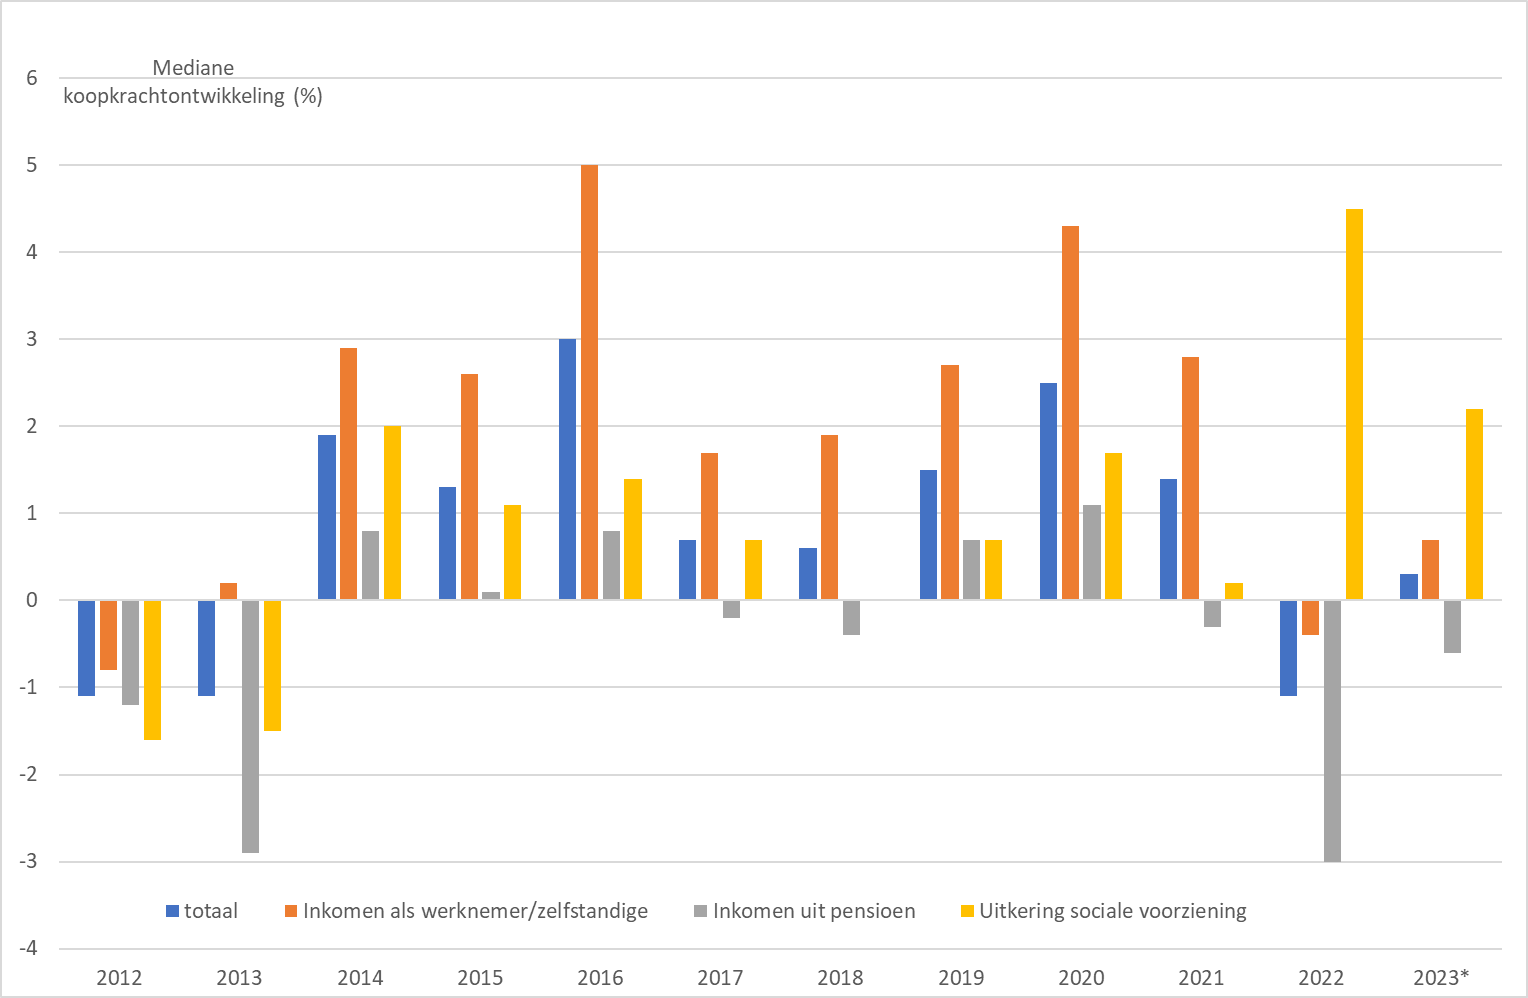 Mediane
koopkrachtontwikkeling (%)
6
5
4
3
2
1
0
-1
-2
-3
-4
totaal Inkomen als werknemer/zelfstandige Inkomen uit pensioen Uitkering sociale voorziening
2012 2013 2014 2015 2016 2017 2018 2019 2020 2021 2022 2023*